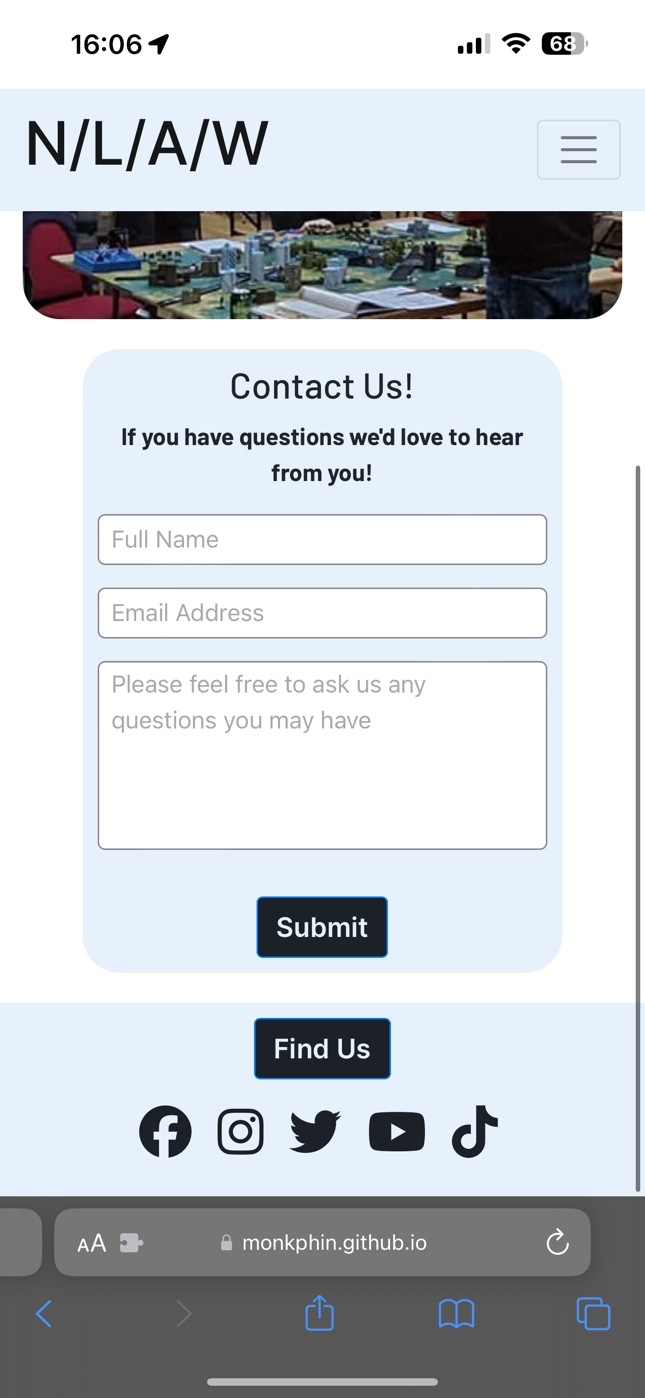 16:06
68
N/L/A/W
Contact Us!
If you have questions we'd love to hear
from you!
Full Name
Email Address
Please feel free to ask us any
questions you may have
Submit
Find Us
AA
monkphin.github.io